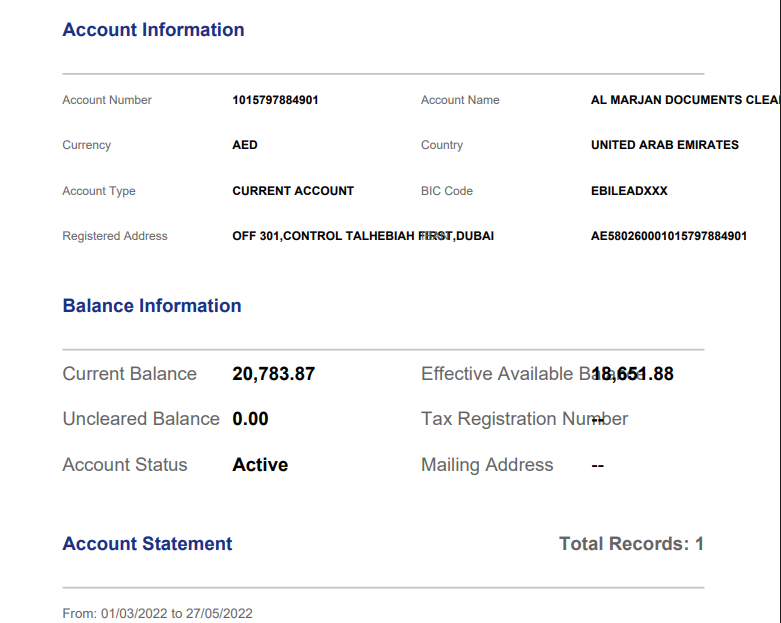 Account Information
Account Number 1015797884901 Account Name AL MARJAN DOCUMENTS CLEA
Currency AED Country UNITED ARAB EMIRATES
Account Type CURRENT ACCOUNT BIC Code EBILEADXXX
Registered Address OFF 301,CONTROL TALHEBIAH FIRST,DUBAI AE580260001015797884901
Balance Information
Current Balance 20,783.87 Effective Available Balance 18,651.88
Uncleared Balance 0.00 Tax Registration Number --
Account Status Active Mailing Address --
Account Statement Total Records: 1
From: 01/03/2022 to 27/05/2022